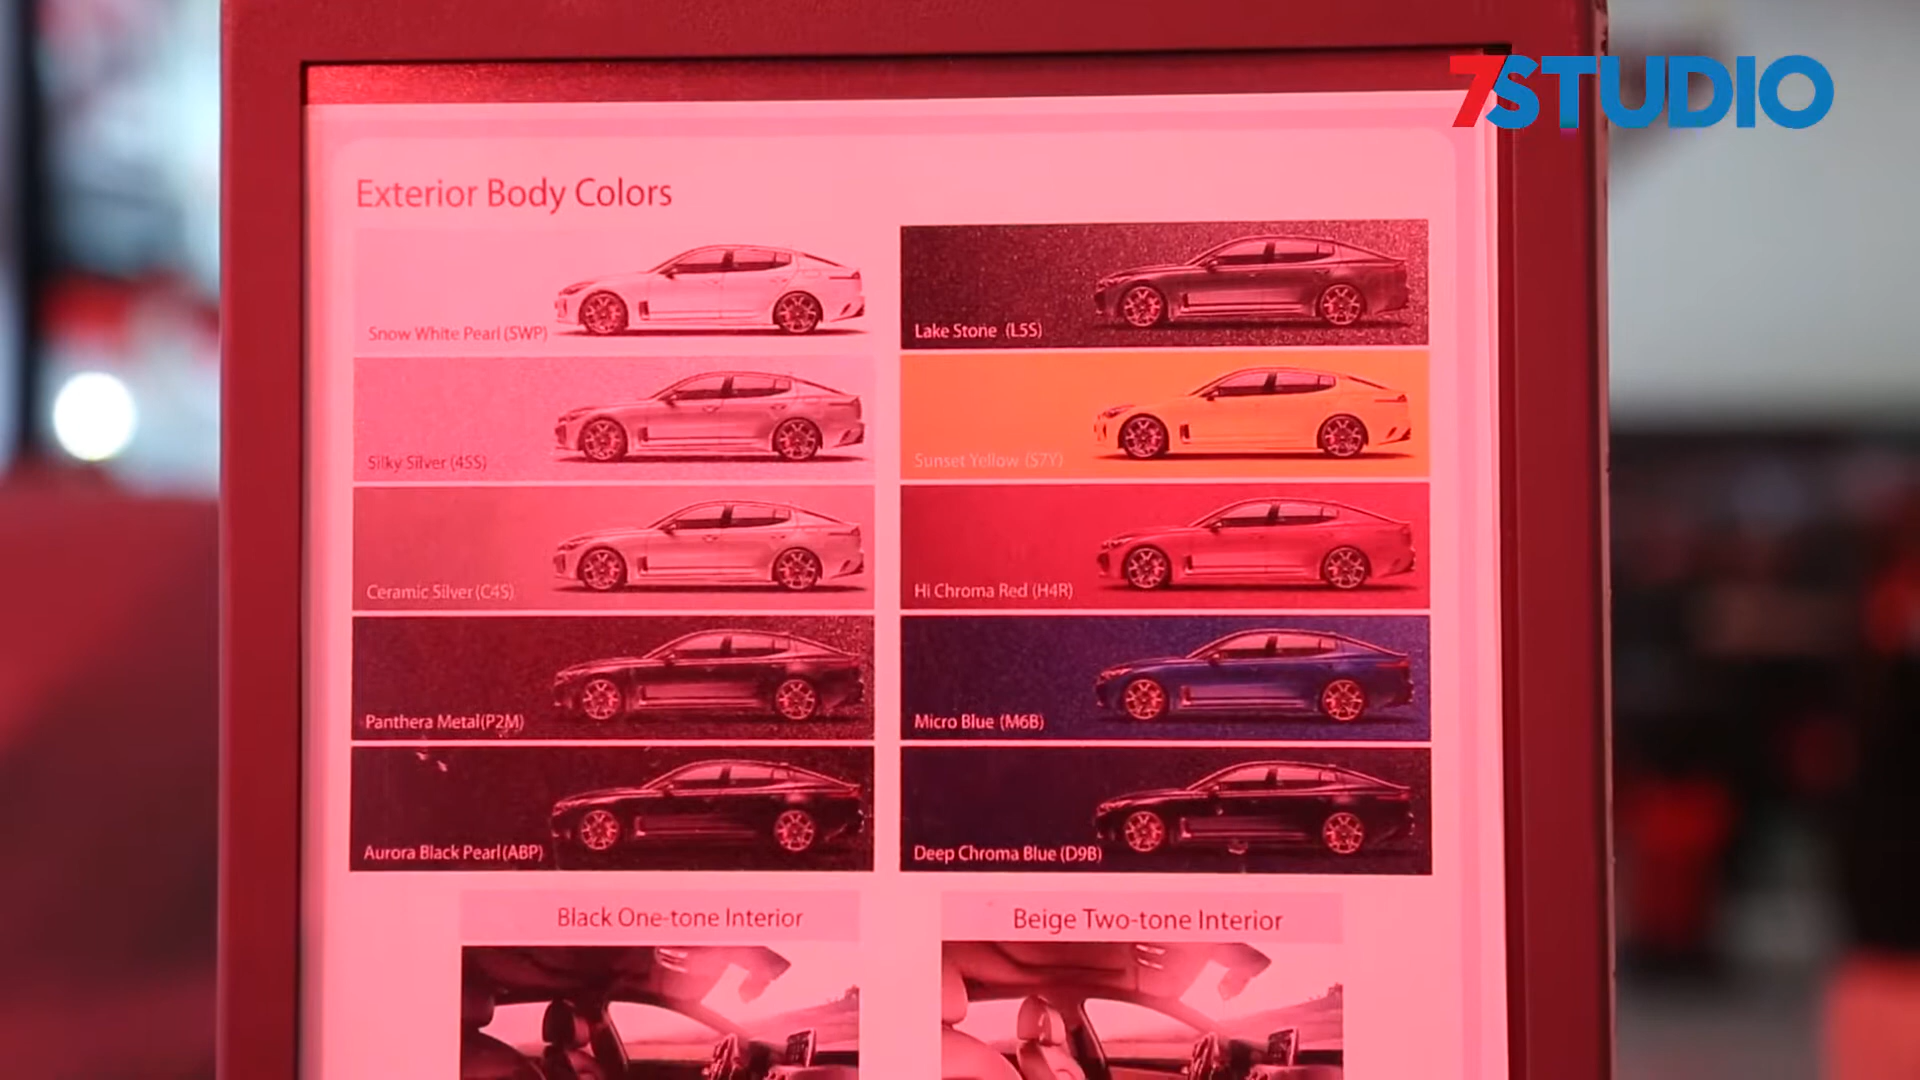 7STUDIO
Exterior Body Colors
Snow White Pearl (SWP)
Lake Stone (L5S)
Silky Silver (4SS)
Sunset Yellow (S7Y)
Ceramic Silver (C4S)
Hi Chroma Red (H4R)
Panthera Metal (P2M)
Micro Blue (M6B)
Aurora Black Pearl (ABP)
Deep Chroma Blue (D9B)
Black One-tone Interior
Beige Two-tone Interior